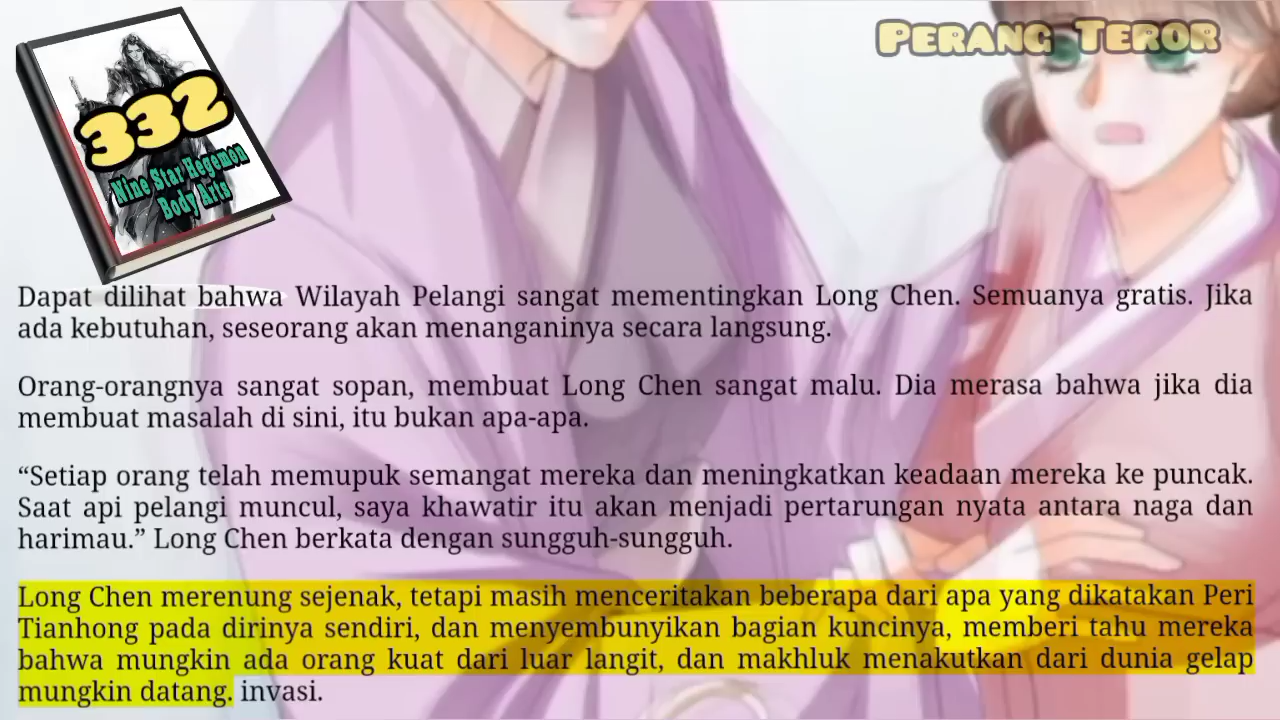 PERANG TEROR
332
Nine Star Hegemon
Body Arts
Dapat dilihat bahwa Wilayah Pelangi sangat mementingkan Long Chen. Semuanya gratis. Jika
ada kebutuhan, seseorang akan menanganinya secara langsung.
Orang-orangnya sangat sopan, membuat Long Chen sangat malu. Dia merasa bahwa jika dia
membuat masalah di sini, itu bukan apa-apa.
“Setiap orang telah memupuk semangat mereka dan meningkatkan keadaan mereka ke puncak.
Saat api pelangi muncul, saya khawatir itu akan menjadi pertarungan nyata antara naga dan
harimau.” Long Chen berkata dengan sungguh-sungguh.
Long Chen merenung sejenak, tetapi masih menceritakan beberapa dari apa yang dikatakan Peri
Tianhong pada dirinya sendiri, dan menyembunyikan bagian kuncinya, memberi tahu mereka
bahwa mungkin ada orang kuat dari luar langit, dan makhluk menakutkan dari dunia gelap
mungkin datang. invasi.